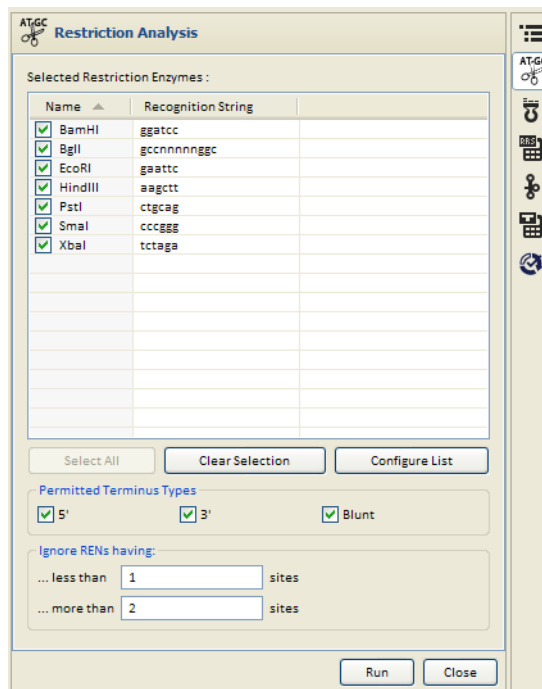 AT-GC
Restriction Analysis
Selected Restriction Enzymes :
Name Recognition String
BamHI ggatcc
BglI gccnnnnnggc
EcoRI gaattc
HindIII aagctt
PstI ctgcag
SmaI cccggg
XbaI tctaga
Select All Clear Selection Configure List
Permitted Terminus Types
5' 3' Blunt
Ignore RENs having:
... less than 1 sites
... more than 2 sites
Run Close
AT-G
RRS
T